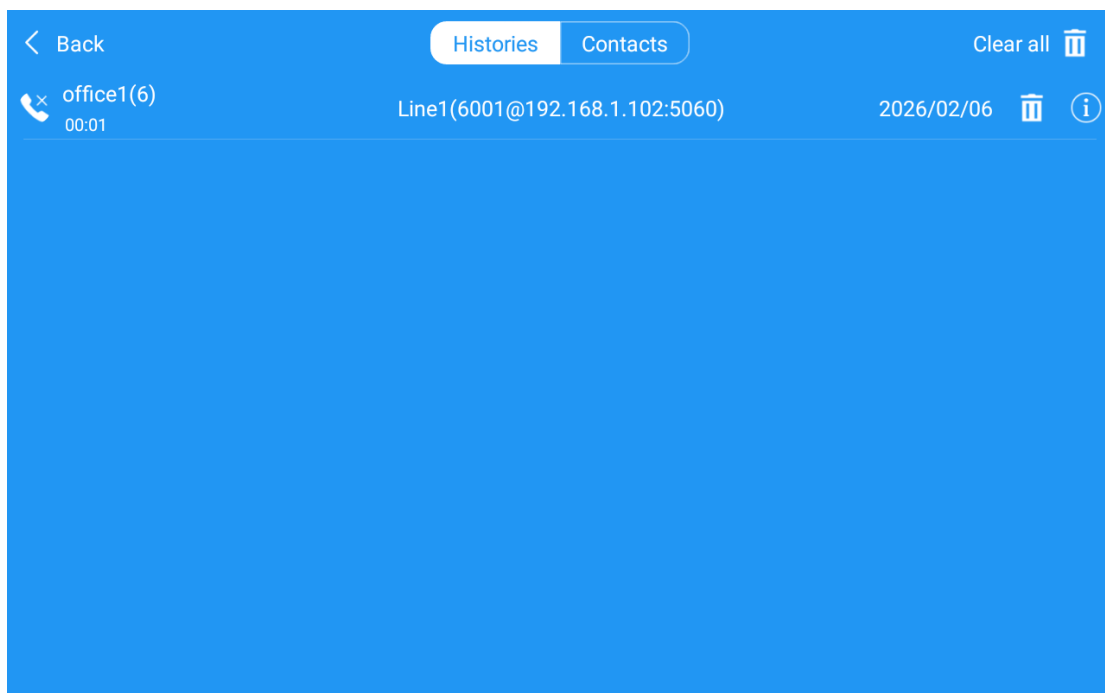 Back Histories Contacts Clear all
office1(6)
00:01
Line1(6001@192.168.1.102:5060)
2026/02/06